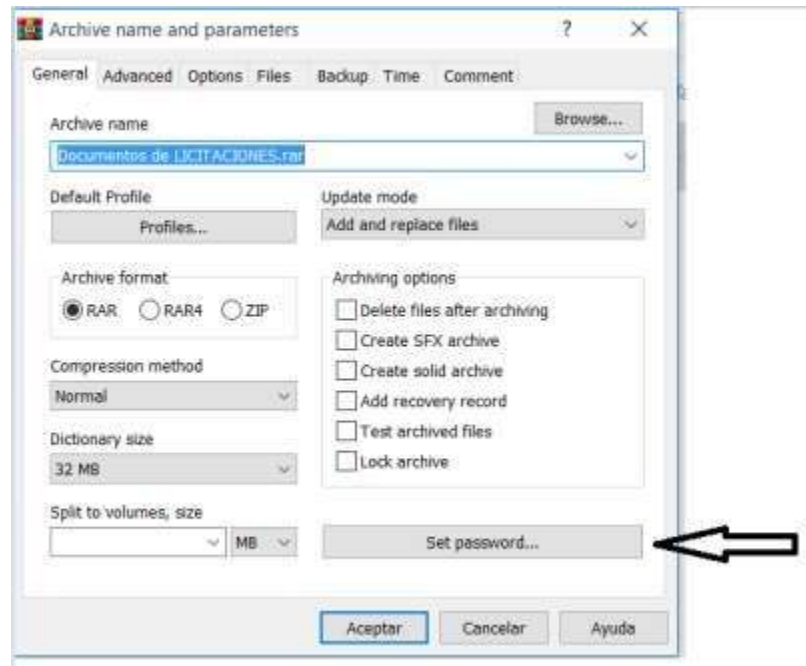 Archive name and parameters
General Advanced Options Files Backup Time Comment
Archive name
Browse...
Documentos de LICITACIONES.rar
Default Profile
Profiles...
Update mode
Add and replace files
Archive format
RAR RAR4 ZIP
Compression method
Normal
Dictionary size
32 MB
Archiving options
Delete files after archiving
Create SFX archive
Create solid archive
Add recovery record
Test archived files
Lock archive
Split to volumes, size
MB
Set password...
Aceptar Cancelar Ayuda